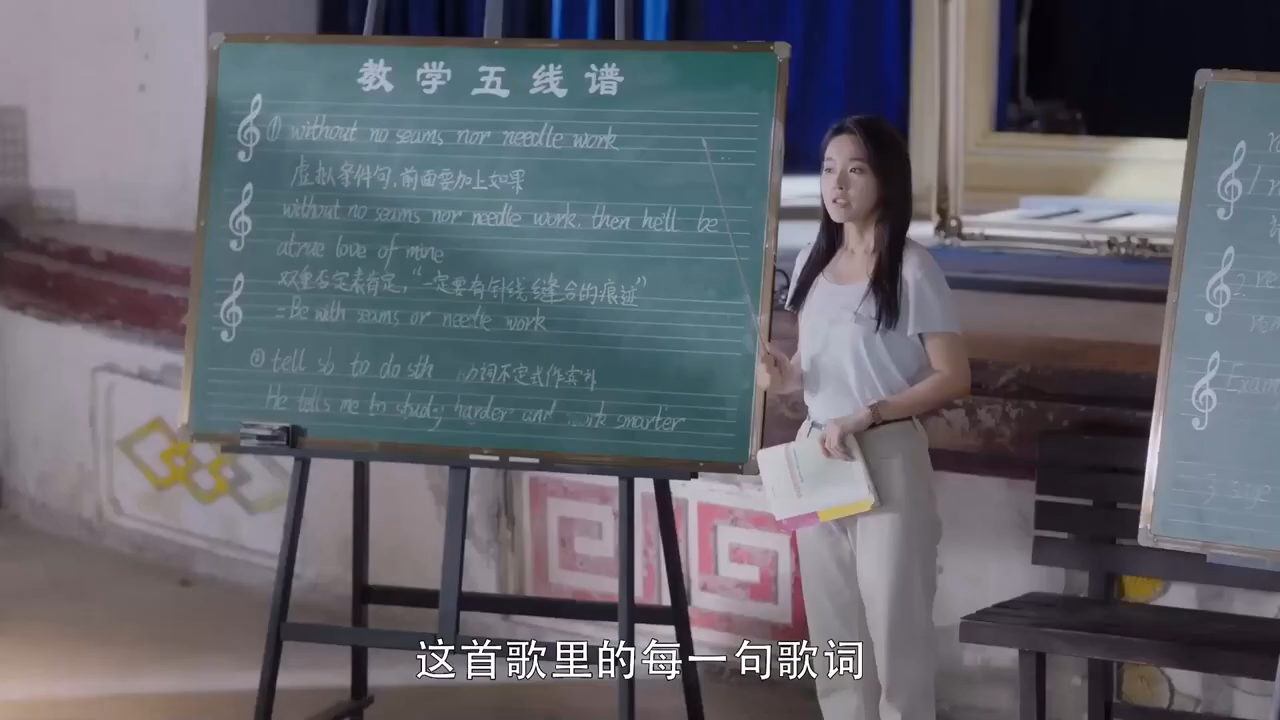 教学五线谱
① without no seams nor needle work
虚拟条件句,前面要加上如果
without no seams nor needle work, then he'll be
atrue love of mine
双重否定表肯定,“一定要有针线缝合的痕迹”
=Be with seams or needle work
② tell sb to do sth 动词不定式作宾补
He tells me to study harder and work smarter
这首歌里的每一句歌词